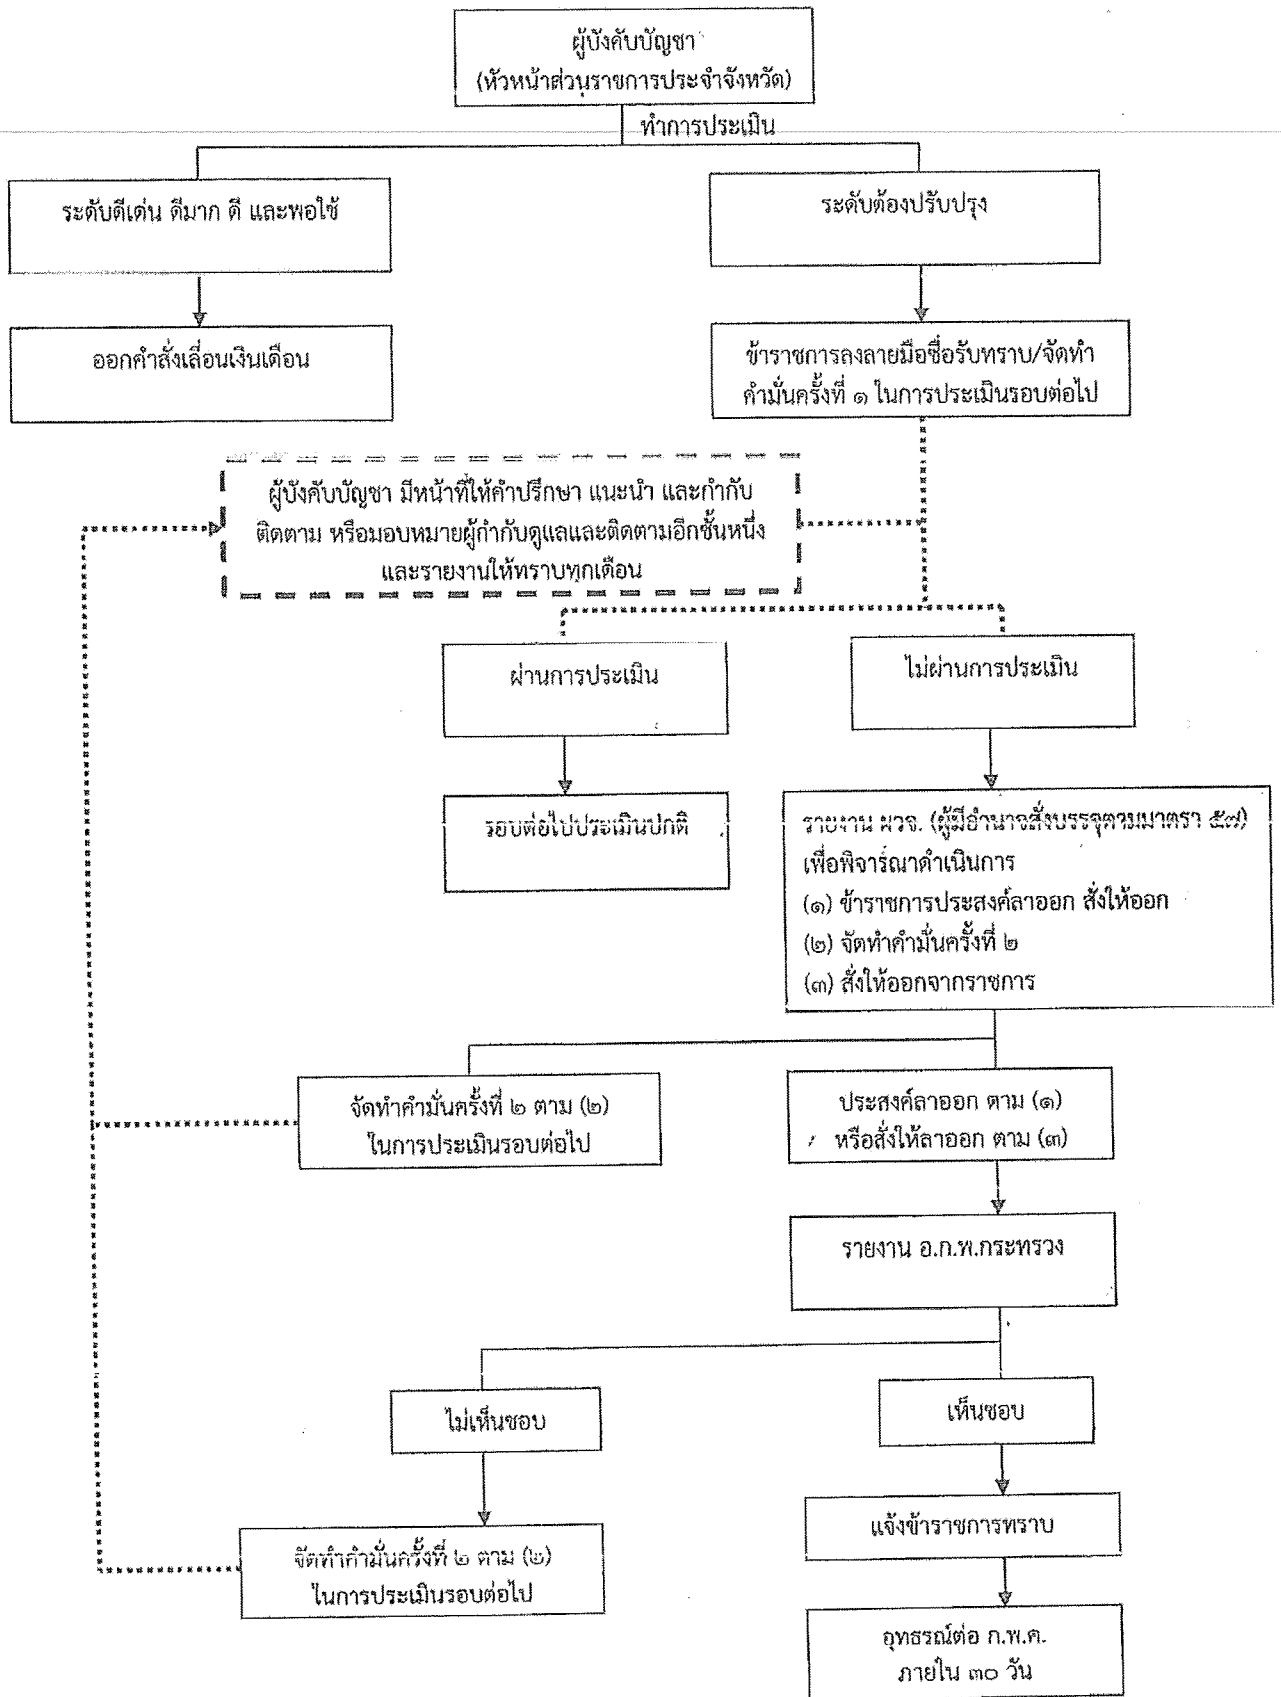 ผู้บังคับบัญชา
(หัวหน้าส่วนราชการประจำจังหวัด)
ทำการประเมิน
ระดับดีเด่น ดีมาก ดี และพอใช้
ระดับต้องปรับปรุง
ออกคำสั่งเลื่อนเงินเดือน
ข้าราชการลงลายมือชื่อรับทราบ/จัดทำ
คำมั่นครั้งที่ ๑ ในการประเมินรอบต่อไป
ผู้บังคับบัญชา มีหน้าที่ให้คำปรึกษา แนะนำ และกำกับ
ติดตาม หรือมอบหมายผู้กำกับดูแลและติดตามอีกชั้นหนึ่ง
และรายงานให้ทราบทุกเดือน
ผ่านการประเมิน
ไม่ผ่านการประเมิน
รอบต่อไปประเมินปกติ
รายงาน ผวจ. (ผู้มีอำนาจสั่งบรรจุตามมาตรา ๕๗)
เพื่อพิจารณาดำเนินการ
(๑) ข้าราชการประสงค์ลาออก สั่งให้ออก
(๒) จัดทำคำมั่นครั้งที่ ๒
(๓) สั่งให้ออกจากราชการ
จัดทำคำมั่นครั้งที่ ๒ ตาม (๒)
ในการประเมินรอบต่อไป
ประสงค์ลาออก ตาม (๑)
หรือสั่งให้ลาออก ตาม (๓)
รายงาน อ.ก.พ.กระทรวง
ไม่เห็นชอบ
เห็นชอบ
แจ้งข้าราชการทราบ
จัดทำคำมั่นครั้งที่ ๒ ตาม (๒)
ในการประเมินรอบต่อไป
อุทธรณ์ต่อ ก.พ.ค.
ภายใน ๓๐ วัน